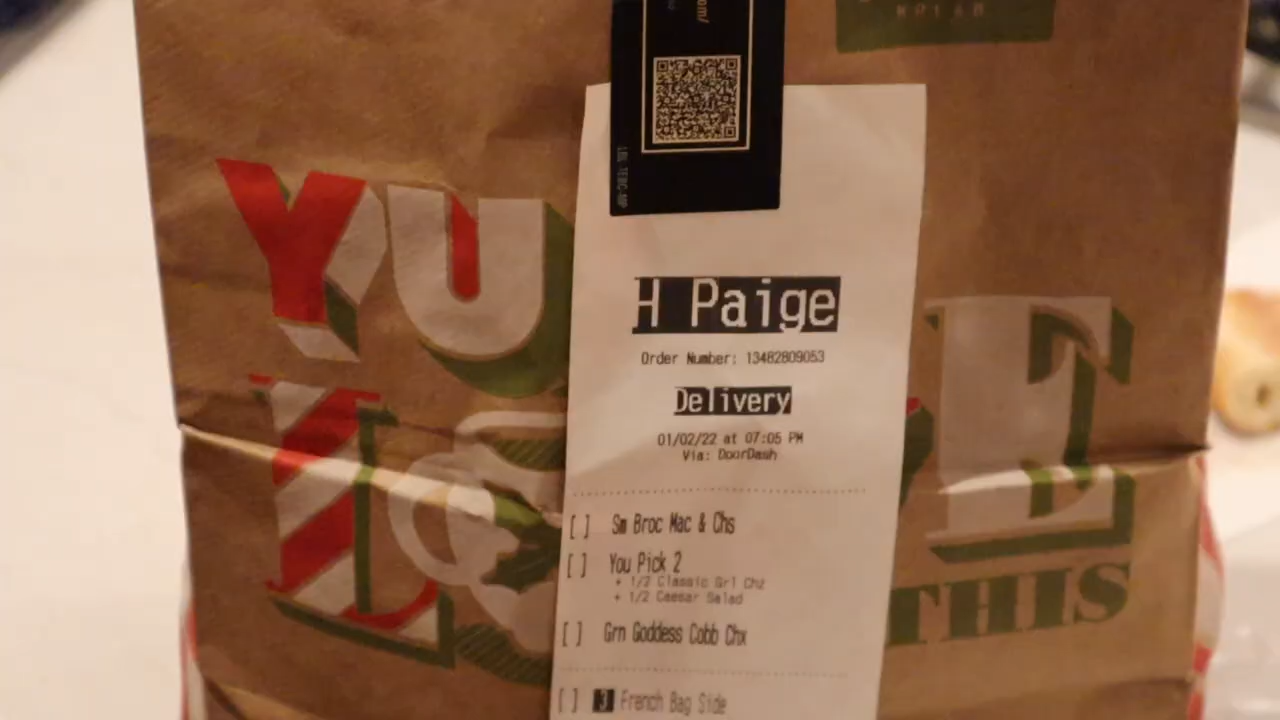 YU
H Paige
Order Number: 13482809053
Delivery
01/02/22 at 07:05 PM
Via: DoorDash
[ ] Sm Broc Mac & Chs
[ ] You Pick 2
+ 1/2 Classic Grl Chz
+ 1/2 Caesar Salad
[ ] Grn Goddess Cobb Chx
[ ] 3 French Bag Side
L
E
THIS